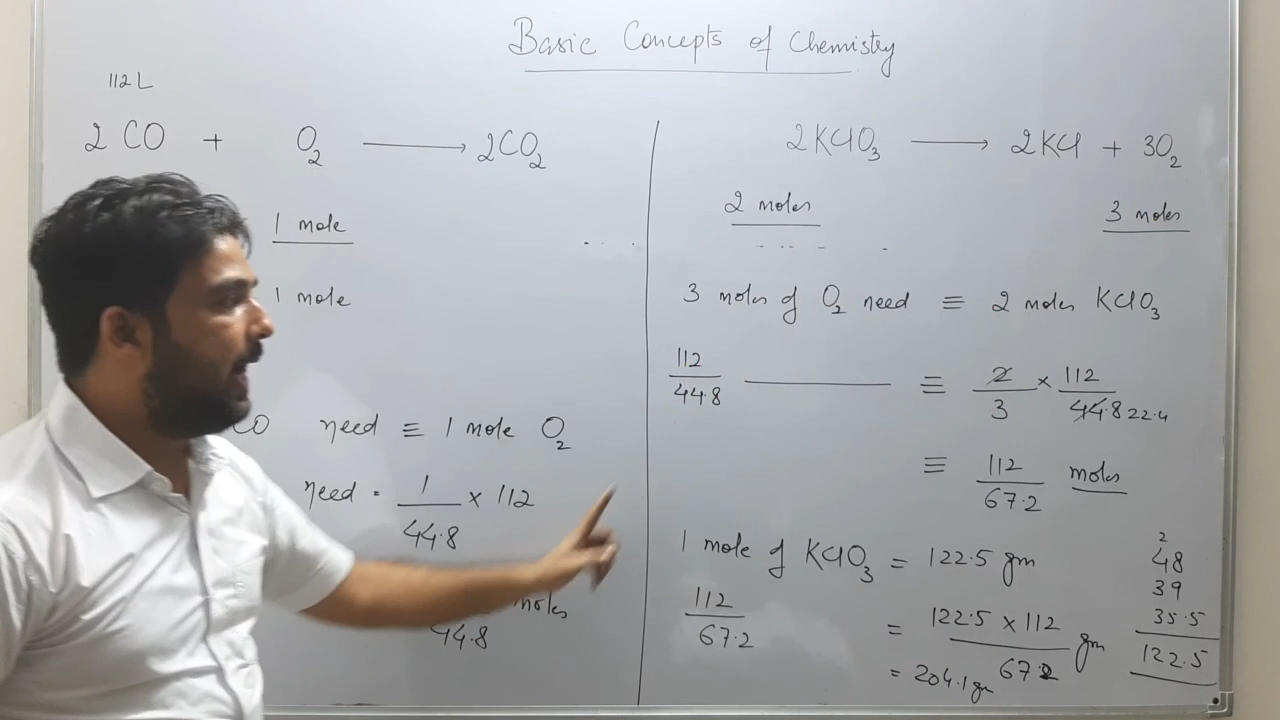 Basic Concepts of Chemistry
112 L
2 CO + O₂ ⟶ 2CO₂
1 mole
1 mole
CO need ≡ 1 mole O₂
need = 1/44.8 × 112
moles
44.8
2KClO₃ ⟶ 2KCl + 3O₂
2 moles 3 moles
3 moles of O₂ need ≡ 2 moles KClO₃
112/44.8 ——— ≡ 2/3 × 112/44.8 22.4
≡ 112/67.2 moles
1 mole of KClO₃ = 122.5 gm
112/67.2 = 122.5 × 112/67.2 gm
= 204.1 gm
2
48
39
35.5
122.5